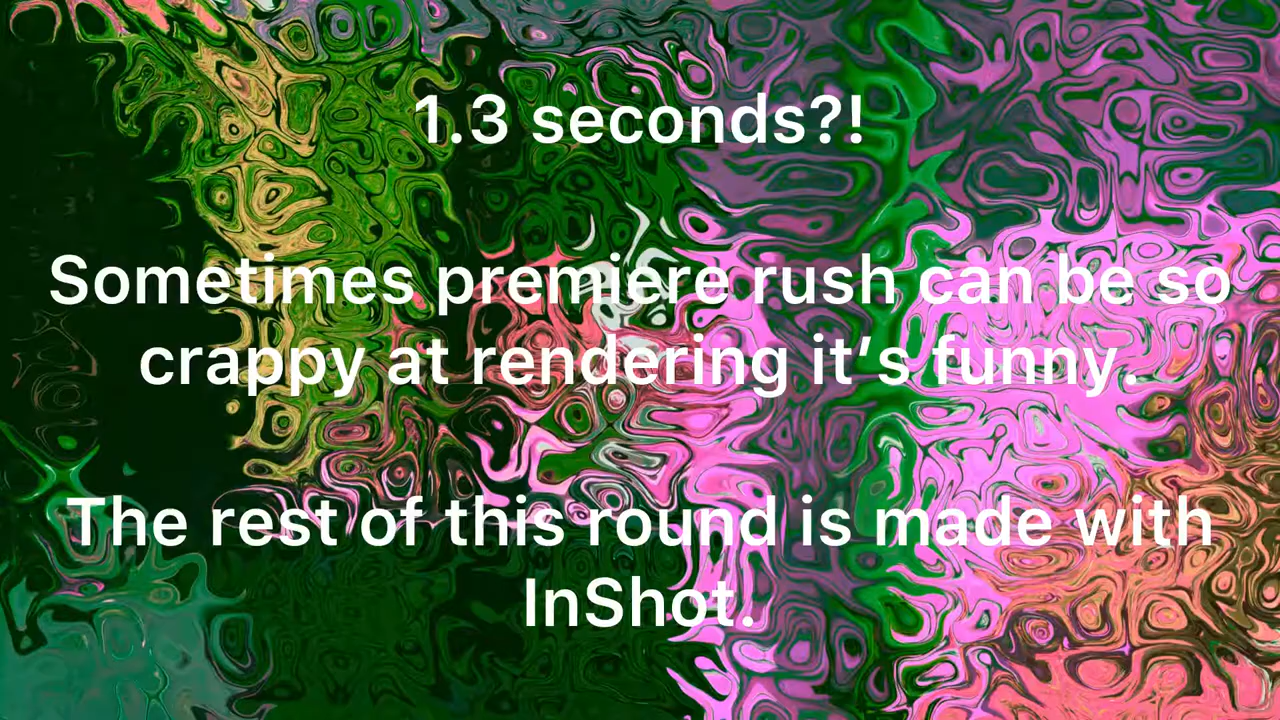 1.3 seconds?!
Sometimes premiere rush can be so
crappy at rendering it’s funny.
The rest of this round is made with
InShot.